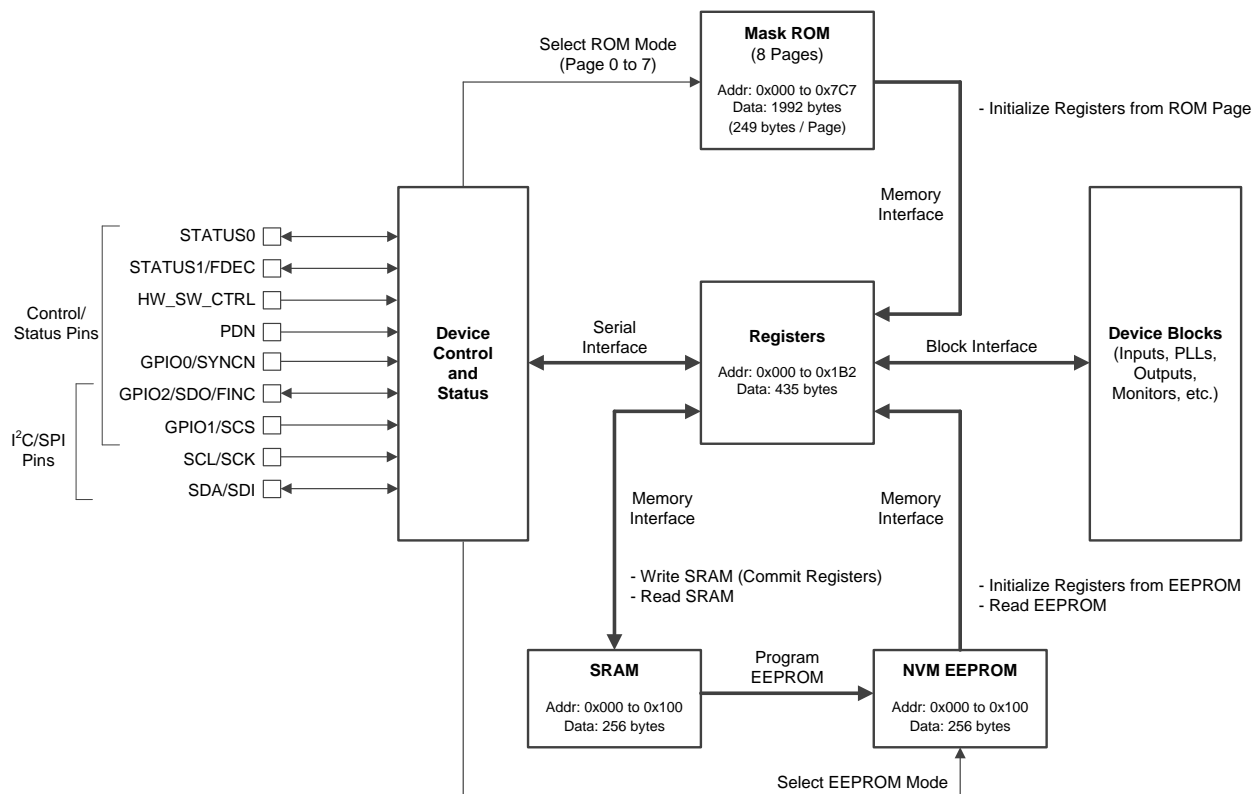 Mask ROM
(8 Pages)
Addr: 0x000 to 0x7C7
Data: 1992 bytes
(249 bytes / Page)
Select ROM Mode
(Page 0 to 7)
- Initialize Registers from ROM Page
Memory
Interface
Control/
Status Pins
I²C/SPI
Pins
STATUS0
STATUS1/FDEC
HW_SW_CTRL
PDN
GPIO0/SYNCN
GPIO2/SDO/FINC
GPIO1/SCS
SCL/SCK
SDA/SDI
Device
Control
and
Status
Serial
Interface
Registers
Addr: 0x000 to 0x1B2
Data: 435 bytes
Block Interface
Device Blocks
(Inputs, PLLs,
Outputs,
Monitors, etc.)
Memory
Interface
- Write SRAM (Commit Registers)
- Read SRAM
Memory
Interface
- Initialize Registers from EEPROM
- Read EEPROM
SRAM
Addr: 0x000 to 0x100
Data: 256 bytes
Program
EEPROM
NVM EEPROM
Addr: 0x000 to 0x100
Data: 256 bytes
Select EEPROM Mode